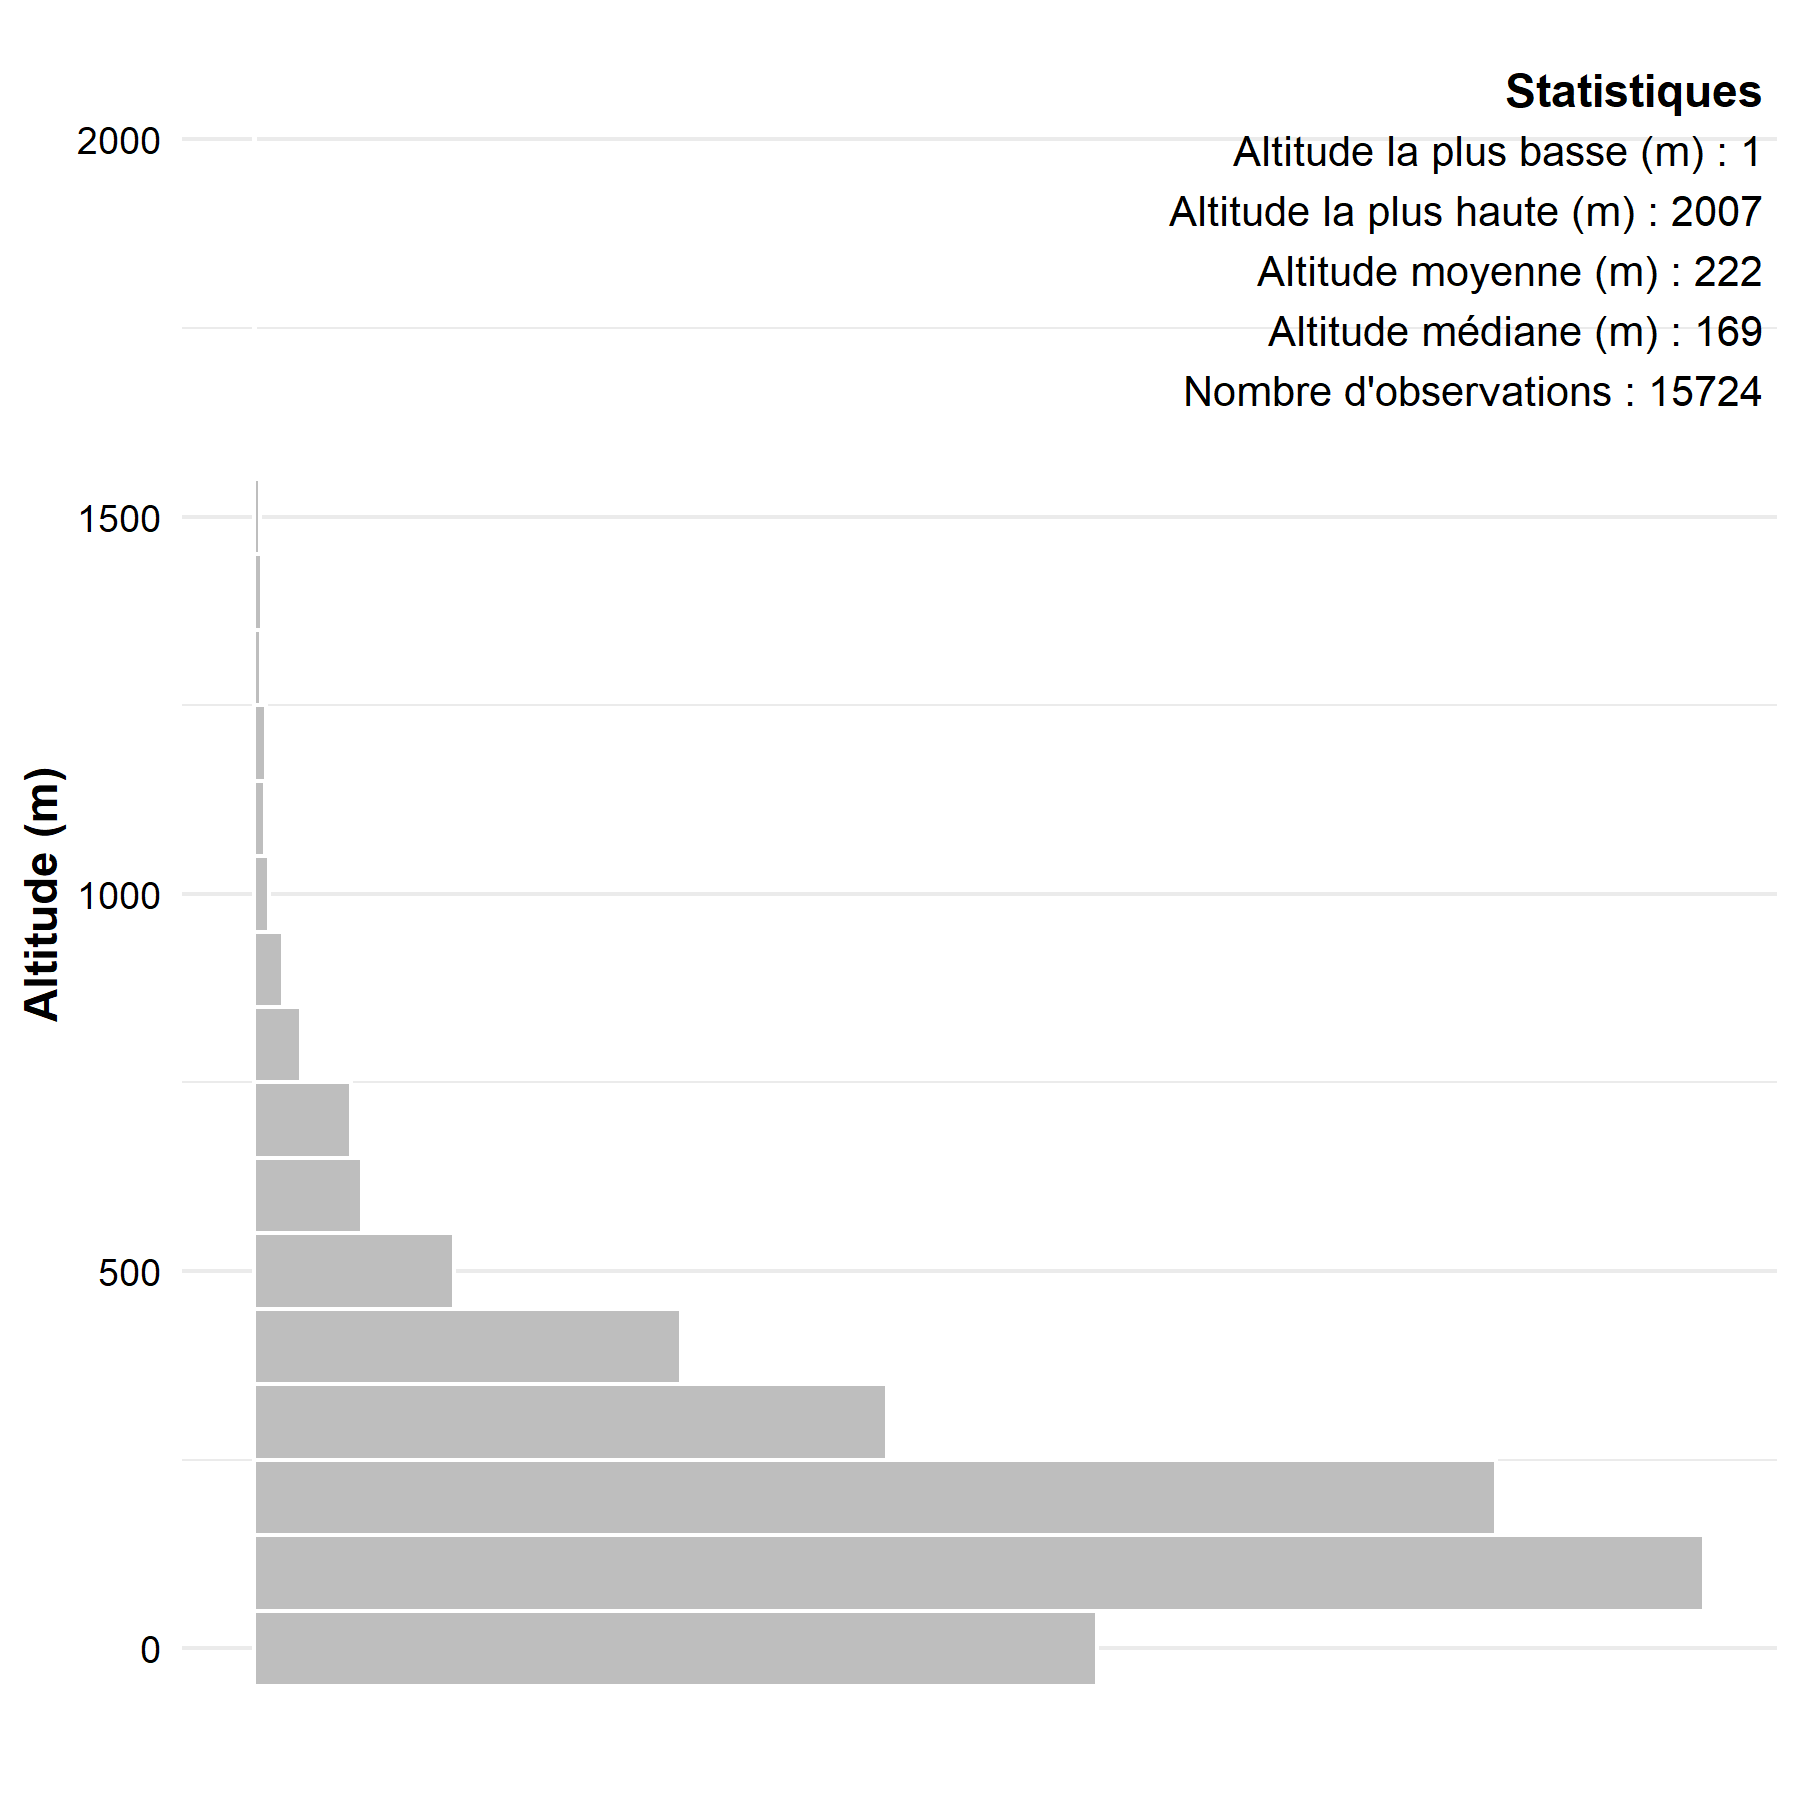 Statistiques
2000
Altitude la plus basse (m) : 1
Altitude la plus haute (m) : 2007
Altitude moyenne (m) : 222
Altitude médiane (m) : 169
Nombre d'observations : 15724
1500
Altitude (m)
1000
500
0